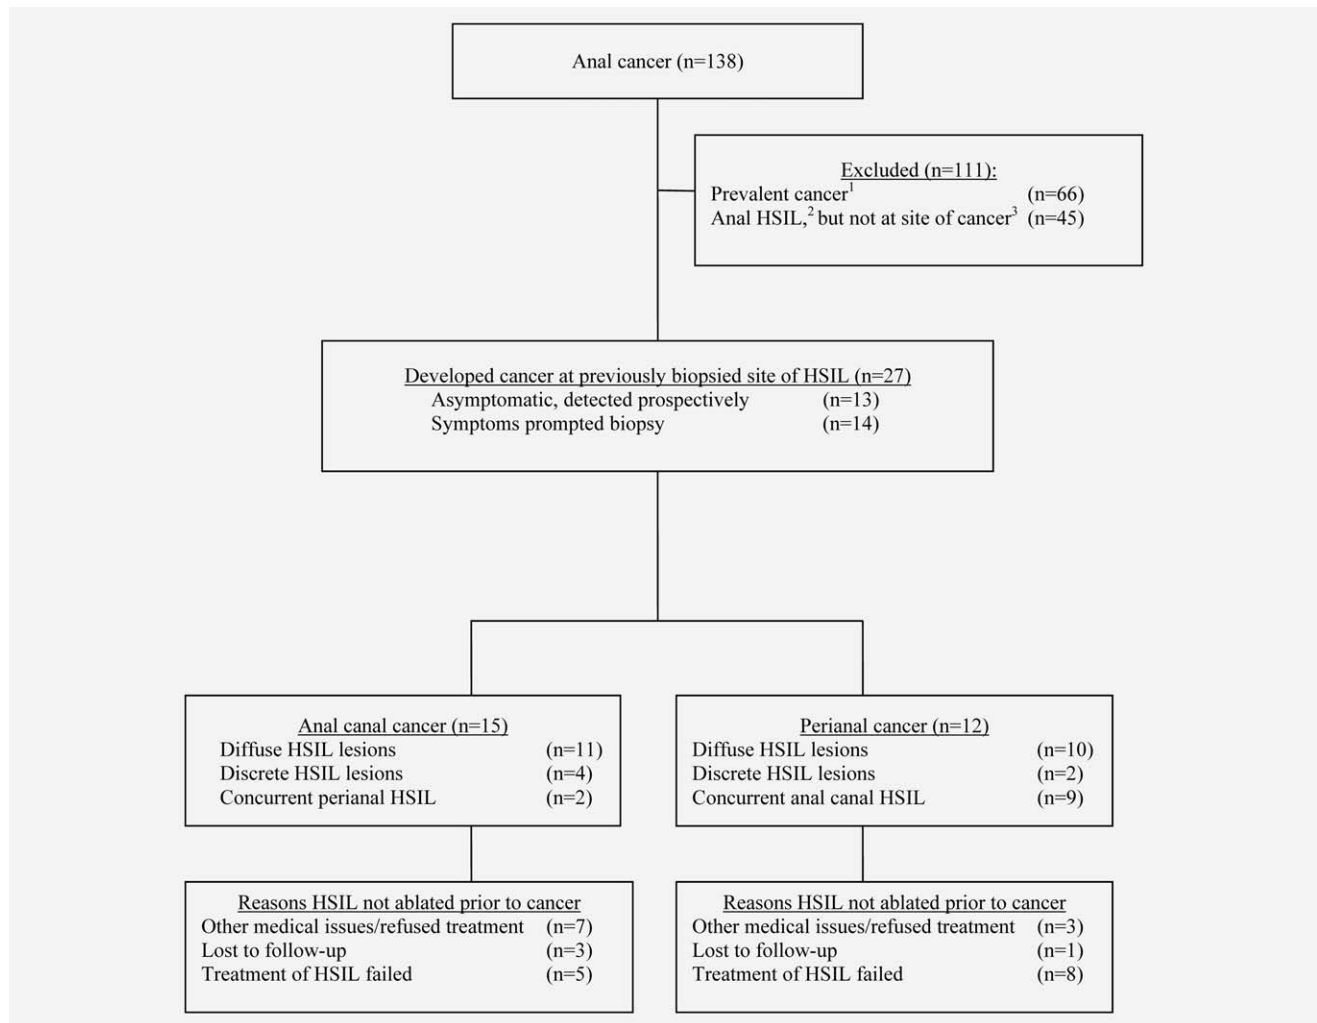 Anal cancer (n=138)
Excluded (n=111):
Prevalent cancer¹ (n=66)
Anal HSIL,² but not at site of cancer³ (n=45)
Developed cancer at previously biopsied site of HSIL (n=27)
Asymptomatic, detected prospectively (n=13)
Symptoms prompted biopsy (n=14)
Anal canal cancer (n=15)
Diffuse HSIL lesions (n=11)
Discrete HSIL lesions (n=4)
Concurrent perianal HSIL (n=2)
Perianal cancer (n=12)
Diffuse HSIL lesions (n=10)
Discrete HSIL lesions (n=2)
Concurrent anal canal HSIL (n=9)
Reasons HSIL not ablated prior to cancer
Other medical issues/refused treatment (n=7)
Lost to follow-up (n=3)
Treatment of HSIL failed (n=5)
Reasons HSIL not ablated prior to cancer
Other medical issues/refused treatment (n=3)
Lost to follow-up (n=1)
Treatment of HSIL failed (n=8)